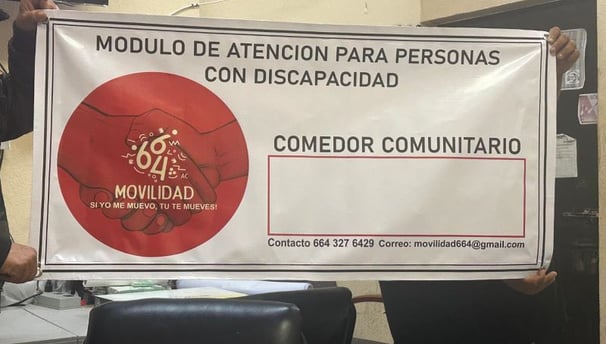 MODULO DE ATENCION PARA PERSONAS
CON DISCAPACIDAD
664
AC
MOVILIDAD
SI YO ME MUEVO, TU TE MUEVES!
COMEDOR COMUNITARIO
Contacto 664 327 6429 Correo: movilidad664@gmail.com